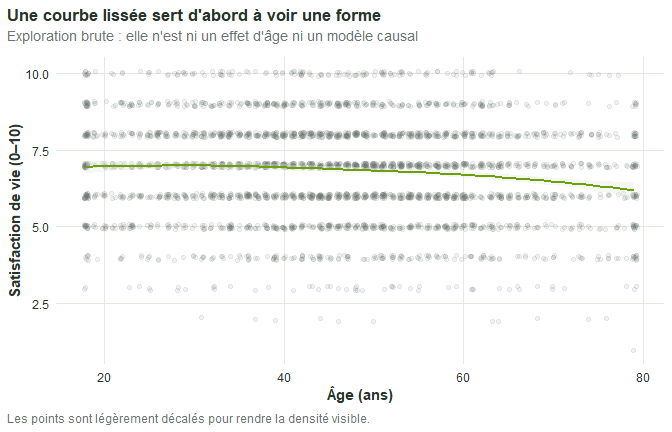 Une courbe lissée sert d'abord à voir une forme
Exploration brute : elle n'est ni un effet d'âge ni un modèle causal
Satisfaction de vie (0–10)
10.0
7.5
5.0
2.5
20
40
60
80
Âge (ans)
Les points sont légèrement décalés pour rendre la densité visible.